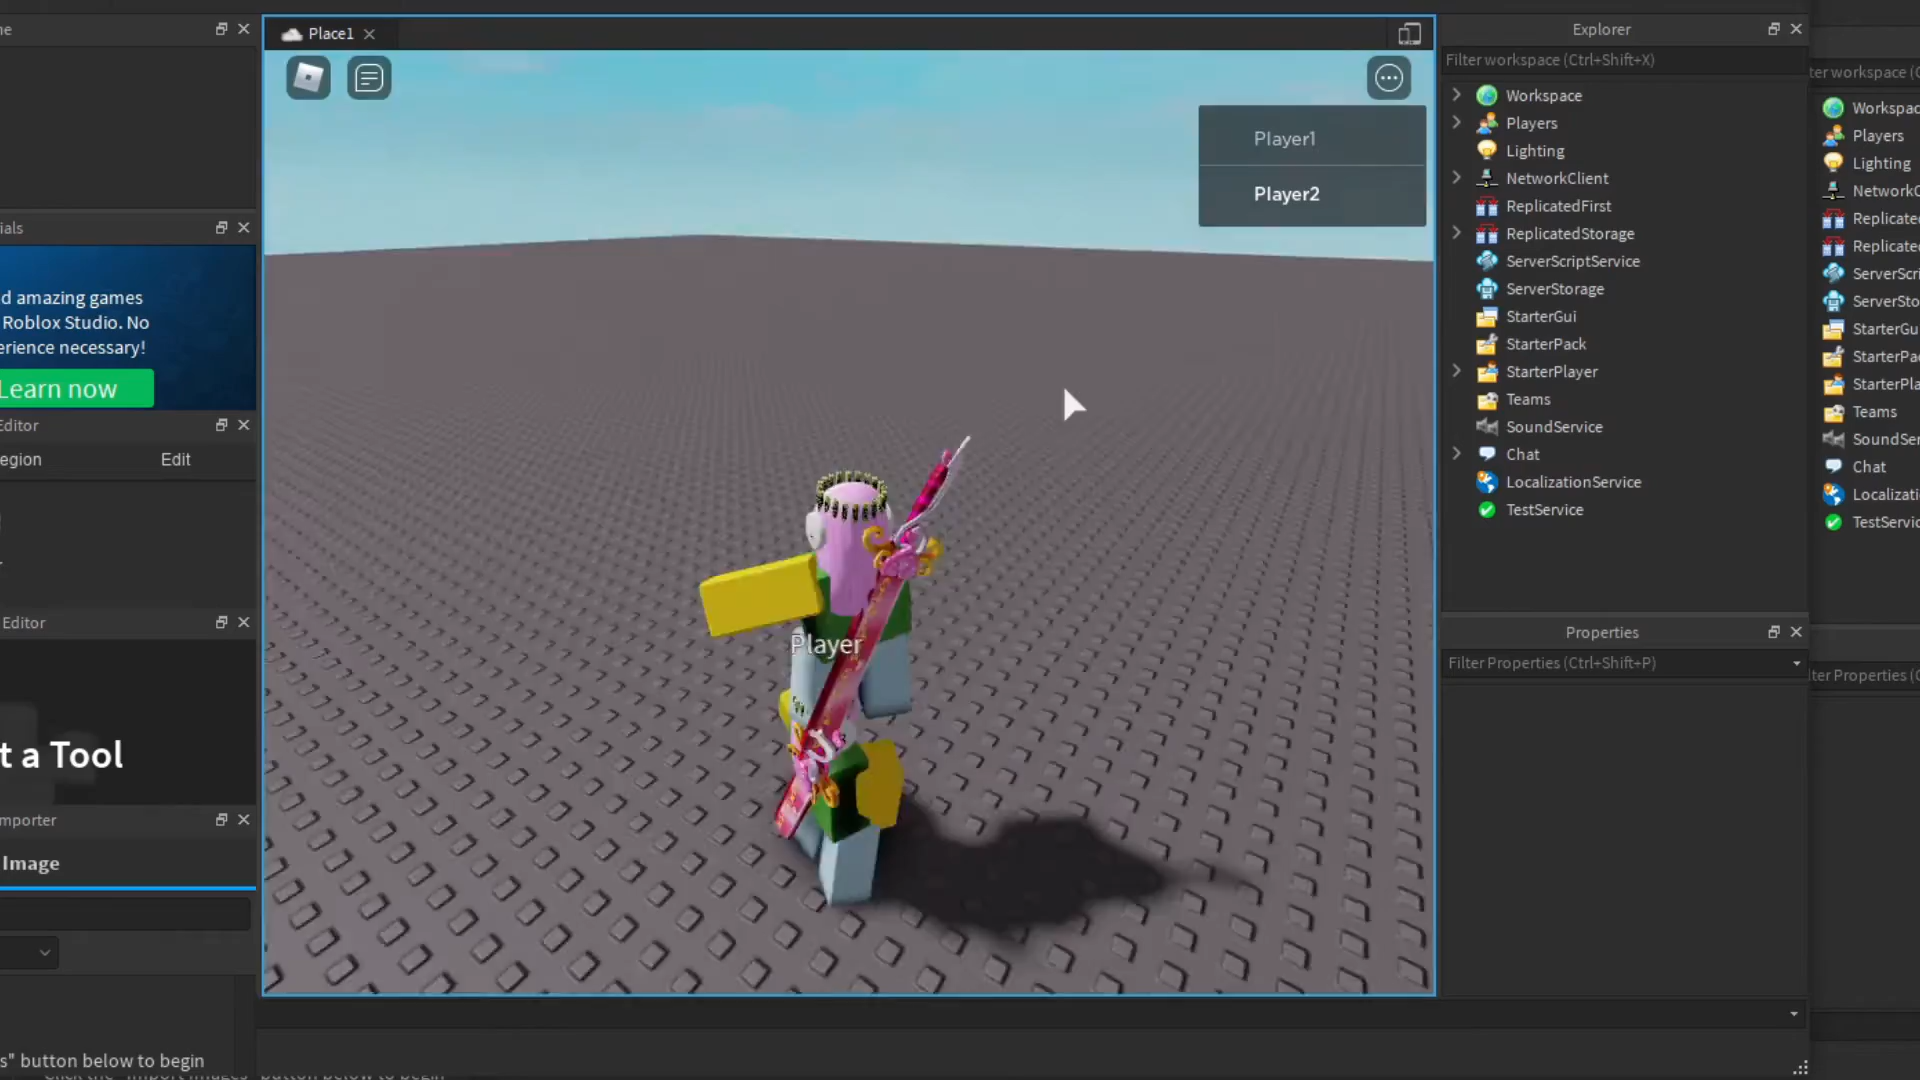 ne
ials
d amazing games
Roblox Studio. No
erience necessary!
Learn now
Editor
egion
Edit
Editor
t a Tool
mporter
Image
s" button below to begin
Place1
Player1
Player2
Player
Explorer
Filter workspace (Ctrl+Shift+X)
Workspace
Players
Lighting
NetworkClient
ReplicatedFirst
ReplicatedStorage
ServerScriptService
ServerStorage
StarterGui
StarterPack
StarterPlayer
Teams
SoundService
Chat
LocalizationService
TestService
Properties
Filter Properties (Ctrl+Shift+P)
ter workspace (C
Workspac
Players
Lighting
NetworkC
Replicate
Replicate
ServerScri
ServerSto
StarterGu
StarterPac
StarterPla
Teams
SoundSer
Chat
Localizati
TestServic
lter Properties (C